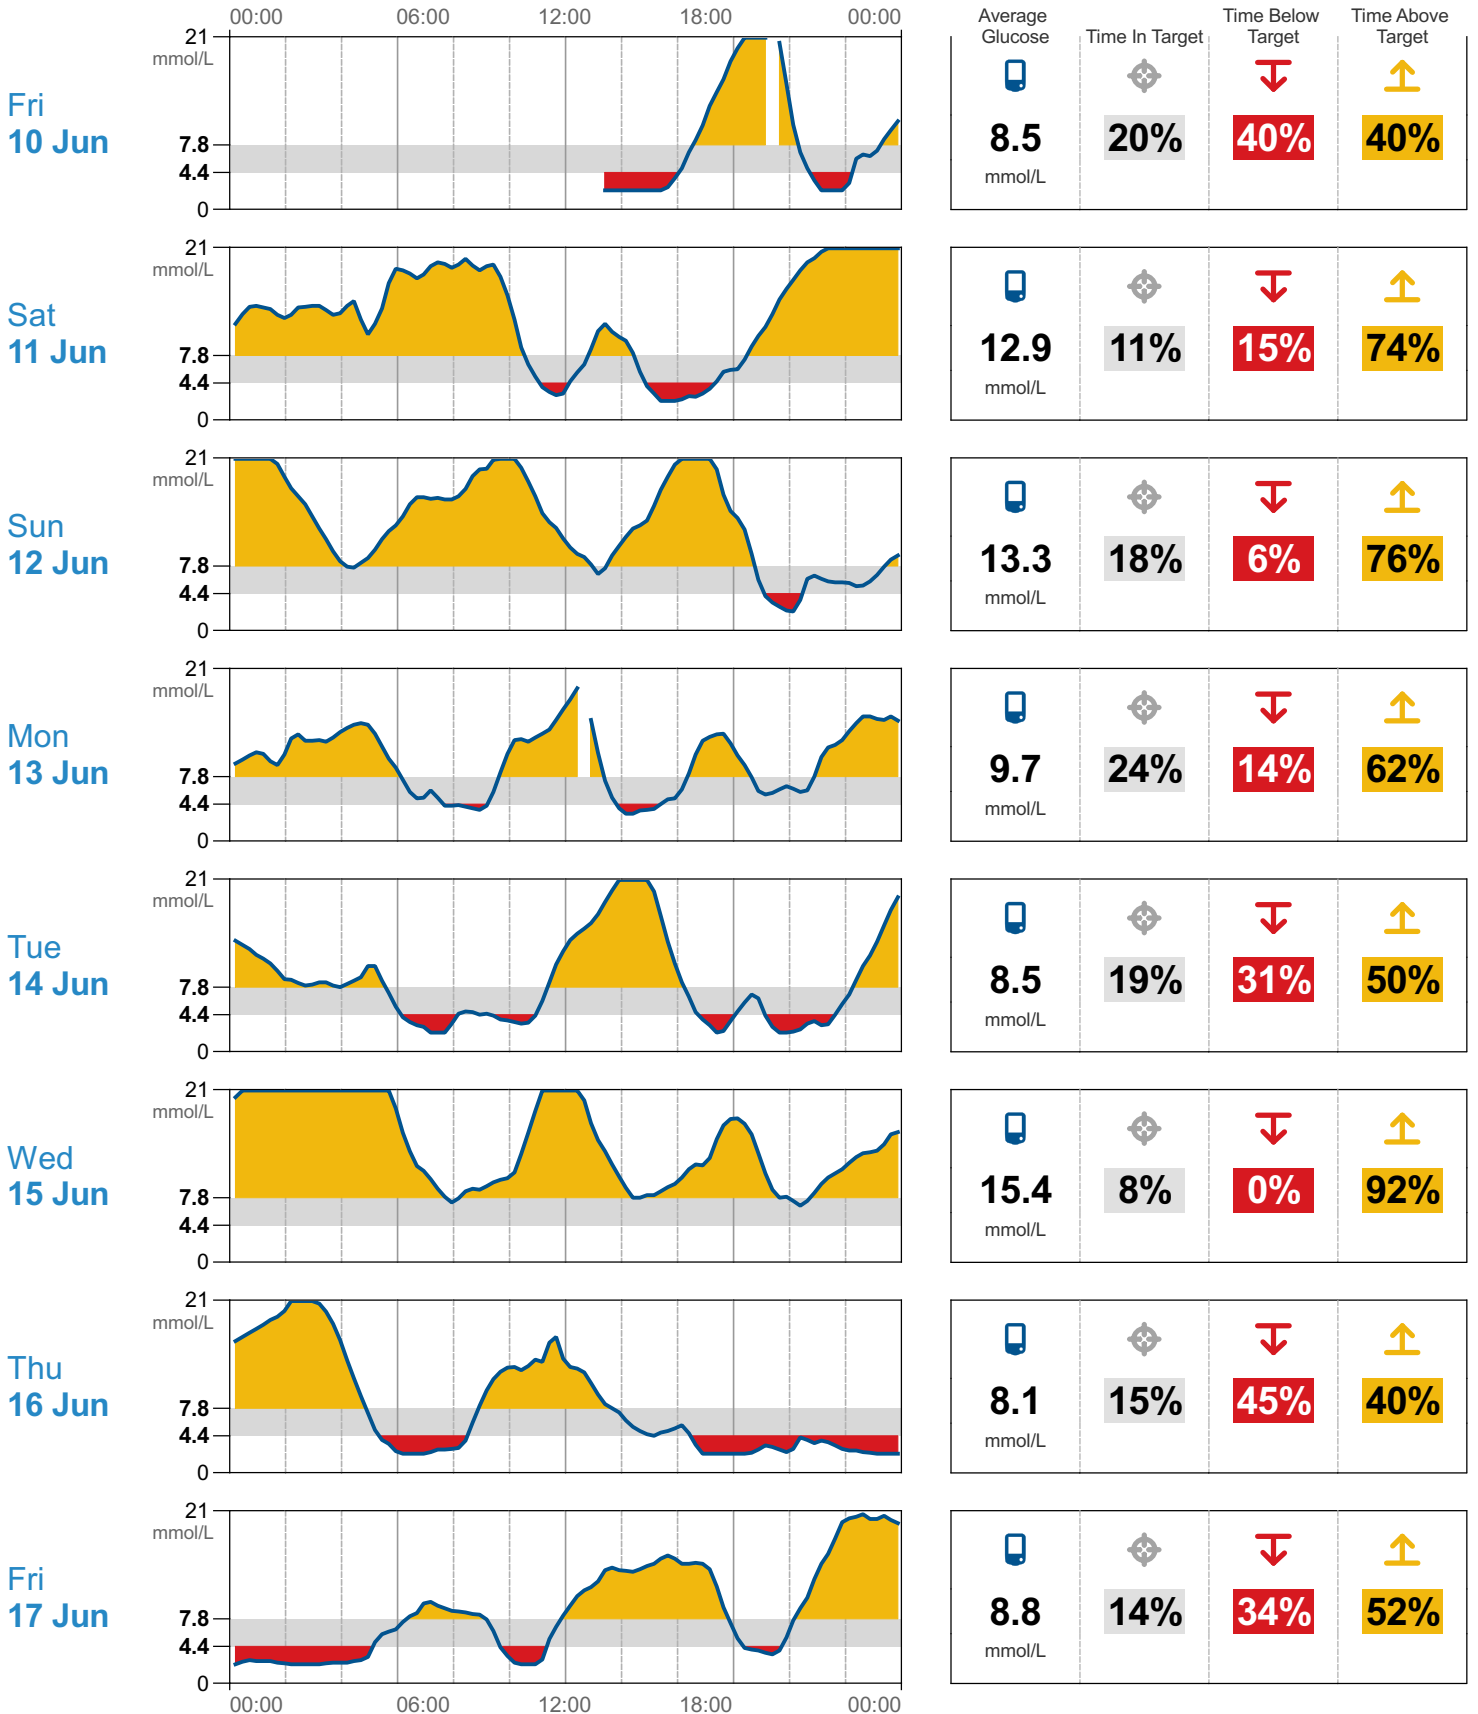 00:00 06:00 12:00 18:00 00:00
Average Glucose Time In Target Time Below Target Time Above Target
Fri
10 Jun
21
mmol/L
7.8
4.4
0
8.5 20% 40% 40%
mmol/L
Sat
11 Jun
21
mmol/L
7.8
4.4
0
12.9 11% 15% 74%
mmol/L
Sun
12 Jun
21
mmol/L
7.8
4.4
0
13.3 18% 6% 76%
mmol/L
Mon
13 Jun
21
mmol/L
7.8
4.4
0
9.7 24% 14% 62%
mmol/L
Tue
14 Jun
21
mmol/L
7.8
4.4
0
8.5 19% 31% 50%
mmol/L
Wed
15 Jun
21
mmol/L
7.8
4.4
0
15.4 8% 0% 92%
mmol/L
Thu
16 Jun
21
mmol/L
7.8
4.4
0
8.1 15% 45% 40%
mmol/L
Fri
17 Jun
21
mmol/L
7.8
4.4
0
8.8 14% 34% 52%
mmol/L
00:00 06:00 12:00 18:00 00:00